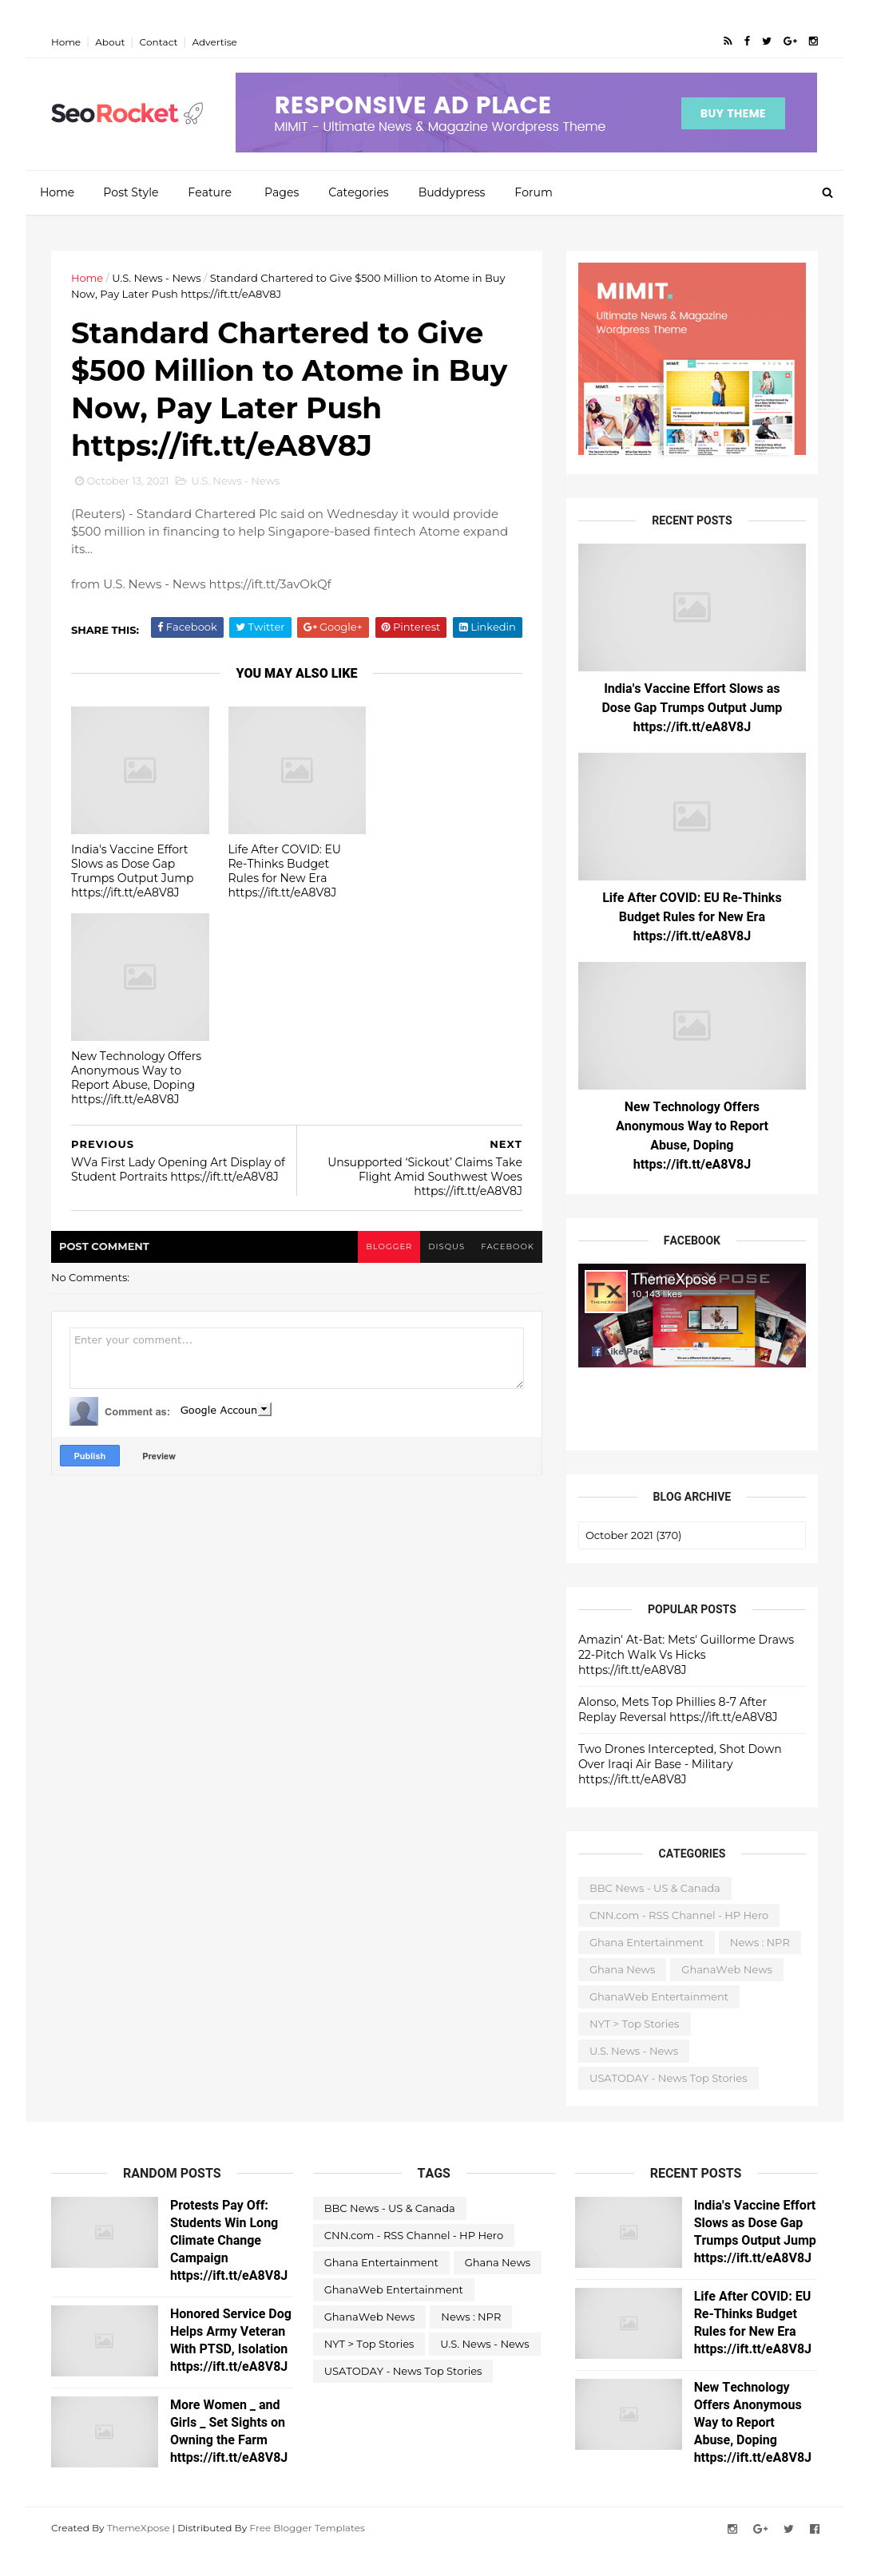 Home About Contact Advertise
SeoRocket
RESPONSIVE AD PLACE
MIMIT - Ultimate News & Magazine Wordpress Theme
BUY THEME
Home Post Style Feature Pages Categories Buddypress Forum
Home / U.S. News - News / Standard Chartered to Give $500 Million to Atome in Buy
Now, Pay Later Push https://ift.tt/eA8V8J
Standard Chartered to Give
$500 Million to Atome in Buy
Now, Pay Later Push
https://ift.tt/eA8V8J
October 13, 2021 U.S. News - News
(Reuters) - Standard Chartered Plc said on Wednesday it would provide
$500 million in financing to help Singapore-based fintech Atome expand
its...
from U.S. News - News https://ift.tt/3avOkQf
SHARE THIS: Facebook Twitter Google+ Pinterest Linkedin
YOU MAY ALSO LIKE
India's Vaccine Effort
Slows as Dose Gap
Trumps Output Jump
https://ift.tt/eA8V8J
Life After COVID: EU
Re-Thinks Budget
Rules for New Era
https://ift.tt/eA8V8J
New Technology Offers
Anonymous Way to
Report Abuse, Doping
https://ift.tt/eA8V8J
PREVIOUS
WVa First Lady Opening Art Display of
Student Portraits https://ift.tt/eA8V8J
NEXT
Unsupported ‘Sickout’ Claims Take
Flight Amid Southwest Woes
https://ift.tt/eA8V8J
POST COMMENT
BLOGGER DISQUS FACEBOOK
No Comments:
Enter your comment...
Comment as: Google Accoun
Publish Preview
MIMIT.
Ultimate News & Magazine
Wordpress Theme
MIMIT.
RECENT POSTS
India's Vaccine Effort Slows as
Dose Gap Trumps Output Jump
https://ift.tt/eA8V8J
Life After COVID: EU Re-Thinks
Budget Rules for New Era
https://ift.tt/eA8V8J
New Technology Offers
Anonymous Way to Report
Abuse, Doping
https://ift.tt/eA8V8J
FACEBOOK
ThemeXpose
10,143 likes
Tx
Like Page
BLOG ARCHIVE
October 2021 (370)
POPULAR POSTS
Amazin' At-Bat: Mets' Guillorme Draws
22-Pitch Walk Vs Hicks
https://ift.tt/eA8V8J
Alonso, Mets Top Phillies 8-7 After
Replay Reversal https://ift.tt/eA8V8J
Two Drones Intercepted, Shot Down
Over Iraqi Air Base - Military
https://ift.tt/eA8V8J
CATEGORIES
BBC News - US & Canada
CNN.com - RSS Channel - HP Hero
Ghana Entertainment News : NPR
Ghana News GhanaWeb News
GhanaWeb Entertainment
NYT > Top Stories
U.S. News - News
USATODAY - News Top Stories
RANDOM POSTS
Protests Pay Off:
Students Win Long
Climate Change
Campaign
https://ift.tt/eA8V8J
Honored Service Dog
Helps Army Veteran
With PTSD, Isolation
https://ift.tt/eA8V8J
More Women _ and
Girls _ Set Sights on
Owning the Farm
https://ift.tt/eA8V8J
TAGS
BBC News - US & Canada
CNN.com - RSS Channel - HP Hero
Ghana Entertainment Ghana News
GhanaWeb Entertainment
GhanaWeb News News : NPR
NYT > Top Stories U.S. News - News
USATODAY - News Top Stories
RECENT POSTS
India's Vaccine Effort
Slows as Dose Gap
Trumps Output Jump
https://ift.tt/eA8V8J
Life After COVID: EU
Re-Thinks Budget
Rules for New Era
https://ift.tt/eA8V8J
New Technology
Offers Anonymous
Way to Report
Abuse, Doping
https://ift.tt/eA8V8J
Created By ThemeXpose | Distributed By Free Blogger Templates